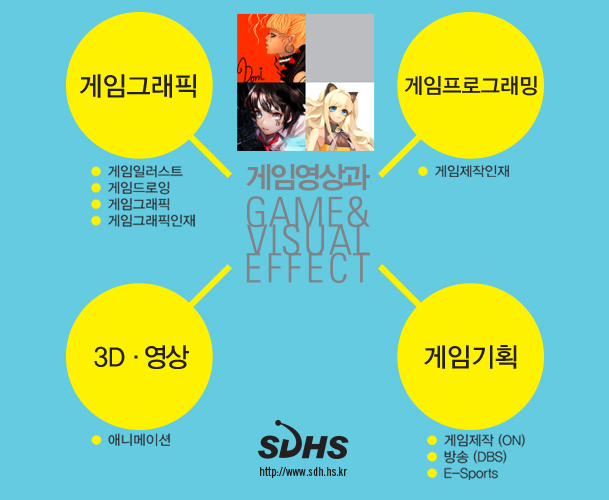 게임그래픽
게임일러스트
게임드로잉
게임그래픽
게임그래픽인재
Doni
게임프로그래밍
게임제작인재
게임영상과
GAME&
VISUAL
EFFECT
3D · 영상
애니메이션
게임기획
게임제작 (ON)
방송 (DBS)
E-Sports
SDHS
http://www.sdh.hs.kr